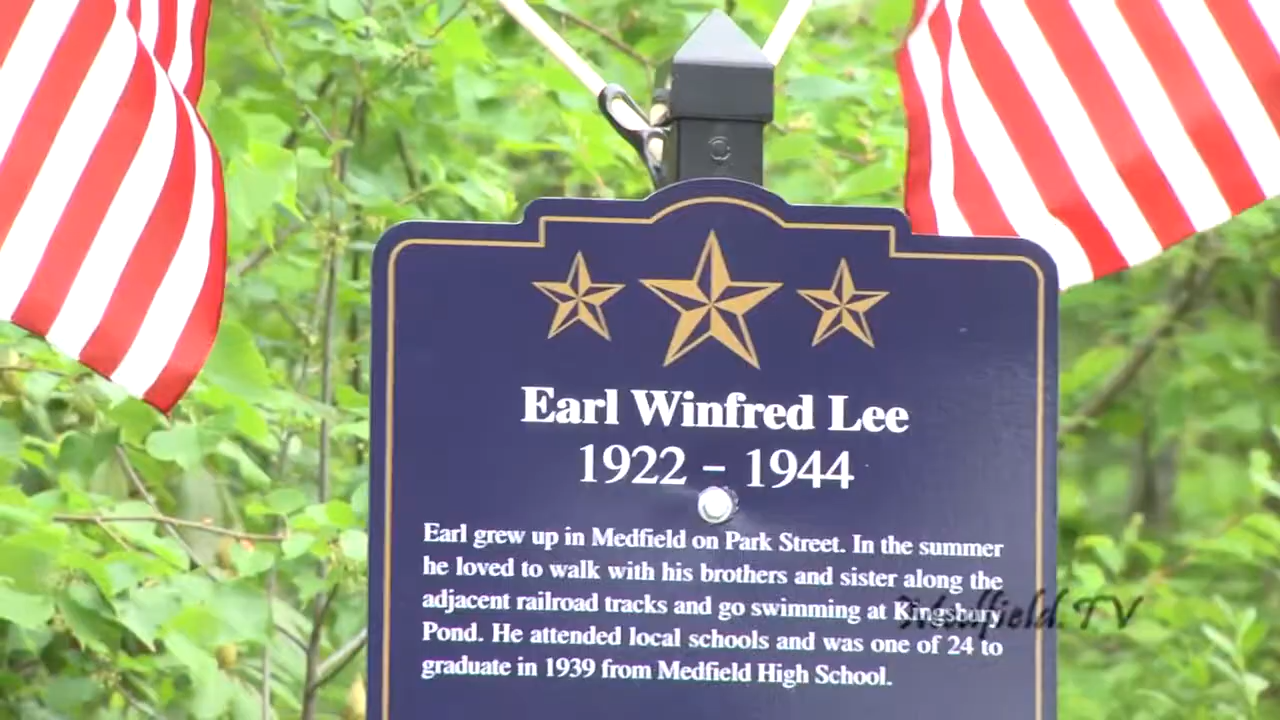 Earl Winfred Lee
1922 – 1944
Earl grew up in Medfield on Park Street. In the summer
he loved to walk with his brothers and sister along the
adjacent railroad tracks and go swimming at Kingsbury
Pond. He attended local schools and was one of 24 to
graduate in 1939 from Medfield High School.
Medfield.TV